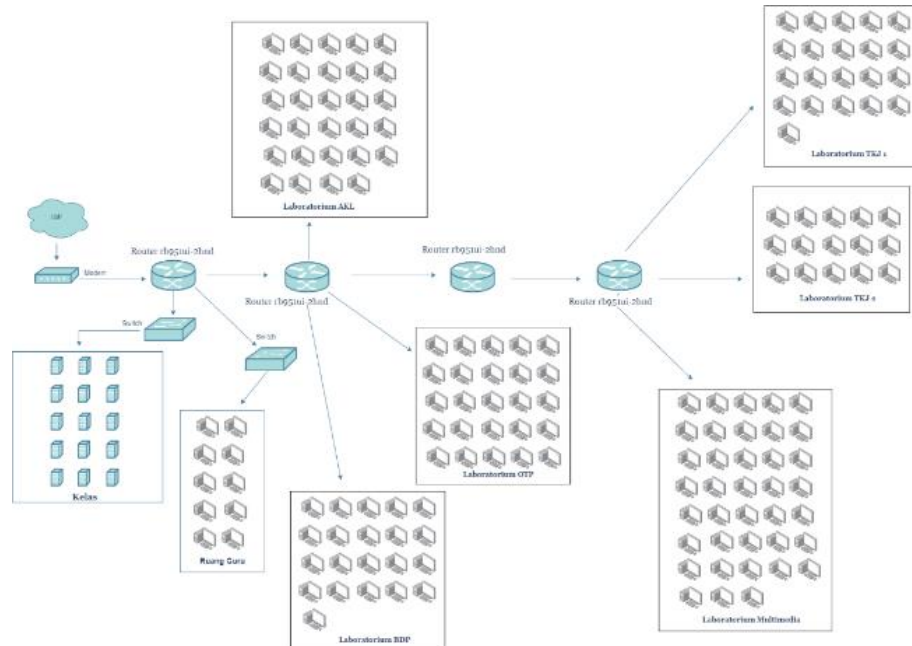 Laboratorium AKL
Laboratorium TKJ 1
Router rb951ui-2hnd
Router rb951ui-2hnd
Modem
Router rb951ui-2hnd
Router rb951ui-2hnd
Laboratorium TKJ 2
Switch
Switch
Laboratorium OTP
Kelas
Ruang Guru
Laboratorium BDP
Laboratorium Multimedia